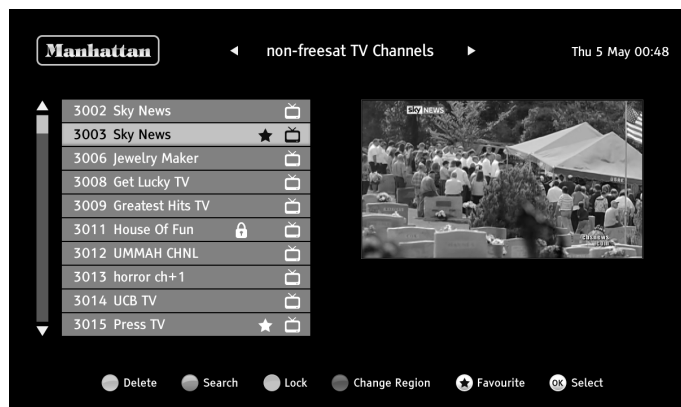 Manhattan
non-freesat TV Channels
Thu 5 May 00:48
3002 Sky News
3003 Sky News
3006 Jewelry Maker
3008 Get Lucky TV
3009 Greatest Hits TV
3011 House Of Fun
3012 UMMAH CHNL
3013 horror ch+1
3014 UCB TV
3015 Press TV
sky NEWS
Delete
Search
Lock
Change Region
Favourite
OK Select